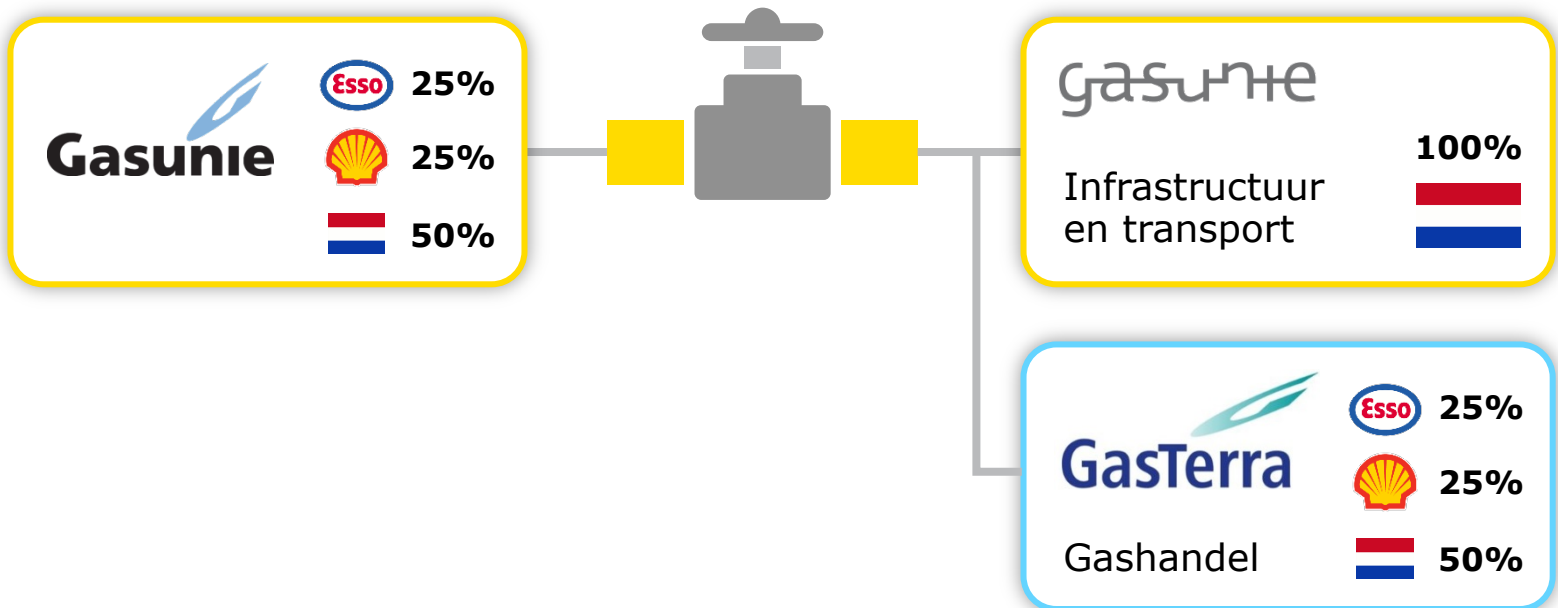 Gasunie
Esso 25%
25%
50%
gasunie
100%
Infrastructuur
en transport
GasTerra
Esso 25%
25%
Gashandel
50%